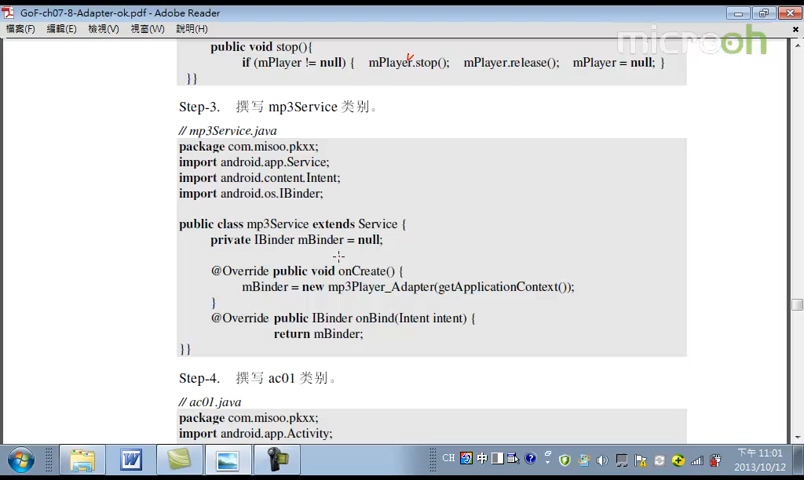 GoF-ch07-8-Adapter-ok.pdf - Adobe Reader
檔案(F) 編輯(E) 檢視(V) 視窗(W) 說明(H)
microoh
public void stop(){
if (mPlayer != null) { mPlayer.stop(); mPlayer.release(); mPlayer = null; }
}}
Step-3. 撰写 mp3Service 类别。
// mp3Service.java
package com.misoo.pkxx;
import android.app.Service;
import android.content.Intent;
import android.os.IBinder;
public class mp3Service extends Service {
private IBinder mBinder = null;
@Override public void onCreate() {
mBinder = new mp3Player_Adapter(getApplicationContext());
}
@Override public IBinder onBind(Intent intent) {
return mBinder;
}}
Step-4. 撰写 ac01 类别。
// ac01.java
package com.misoo.pkxx;
import android.app.Activity;
CH 中 下午 11:01
2013/10/12